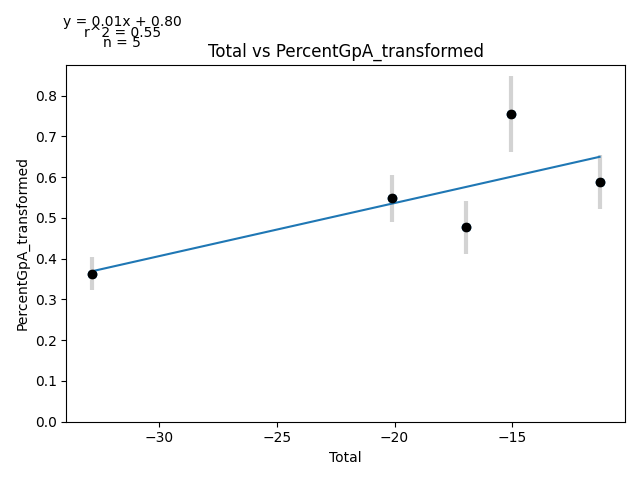 y = 0.01x + 0.80
r^2 = 0.55
n = 5
Total vs PercentGpA_transformed
PercentGpA_transformed
0.8
0.7
0.6
0.5
0.4
0.3
0.2
0.1
0.0
−30
−25
−20
−15
Total